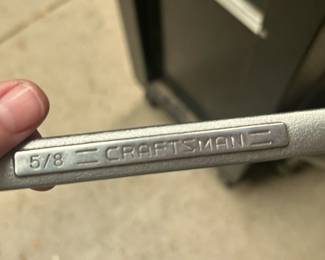 5/8 = CRAFTSMAN =